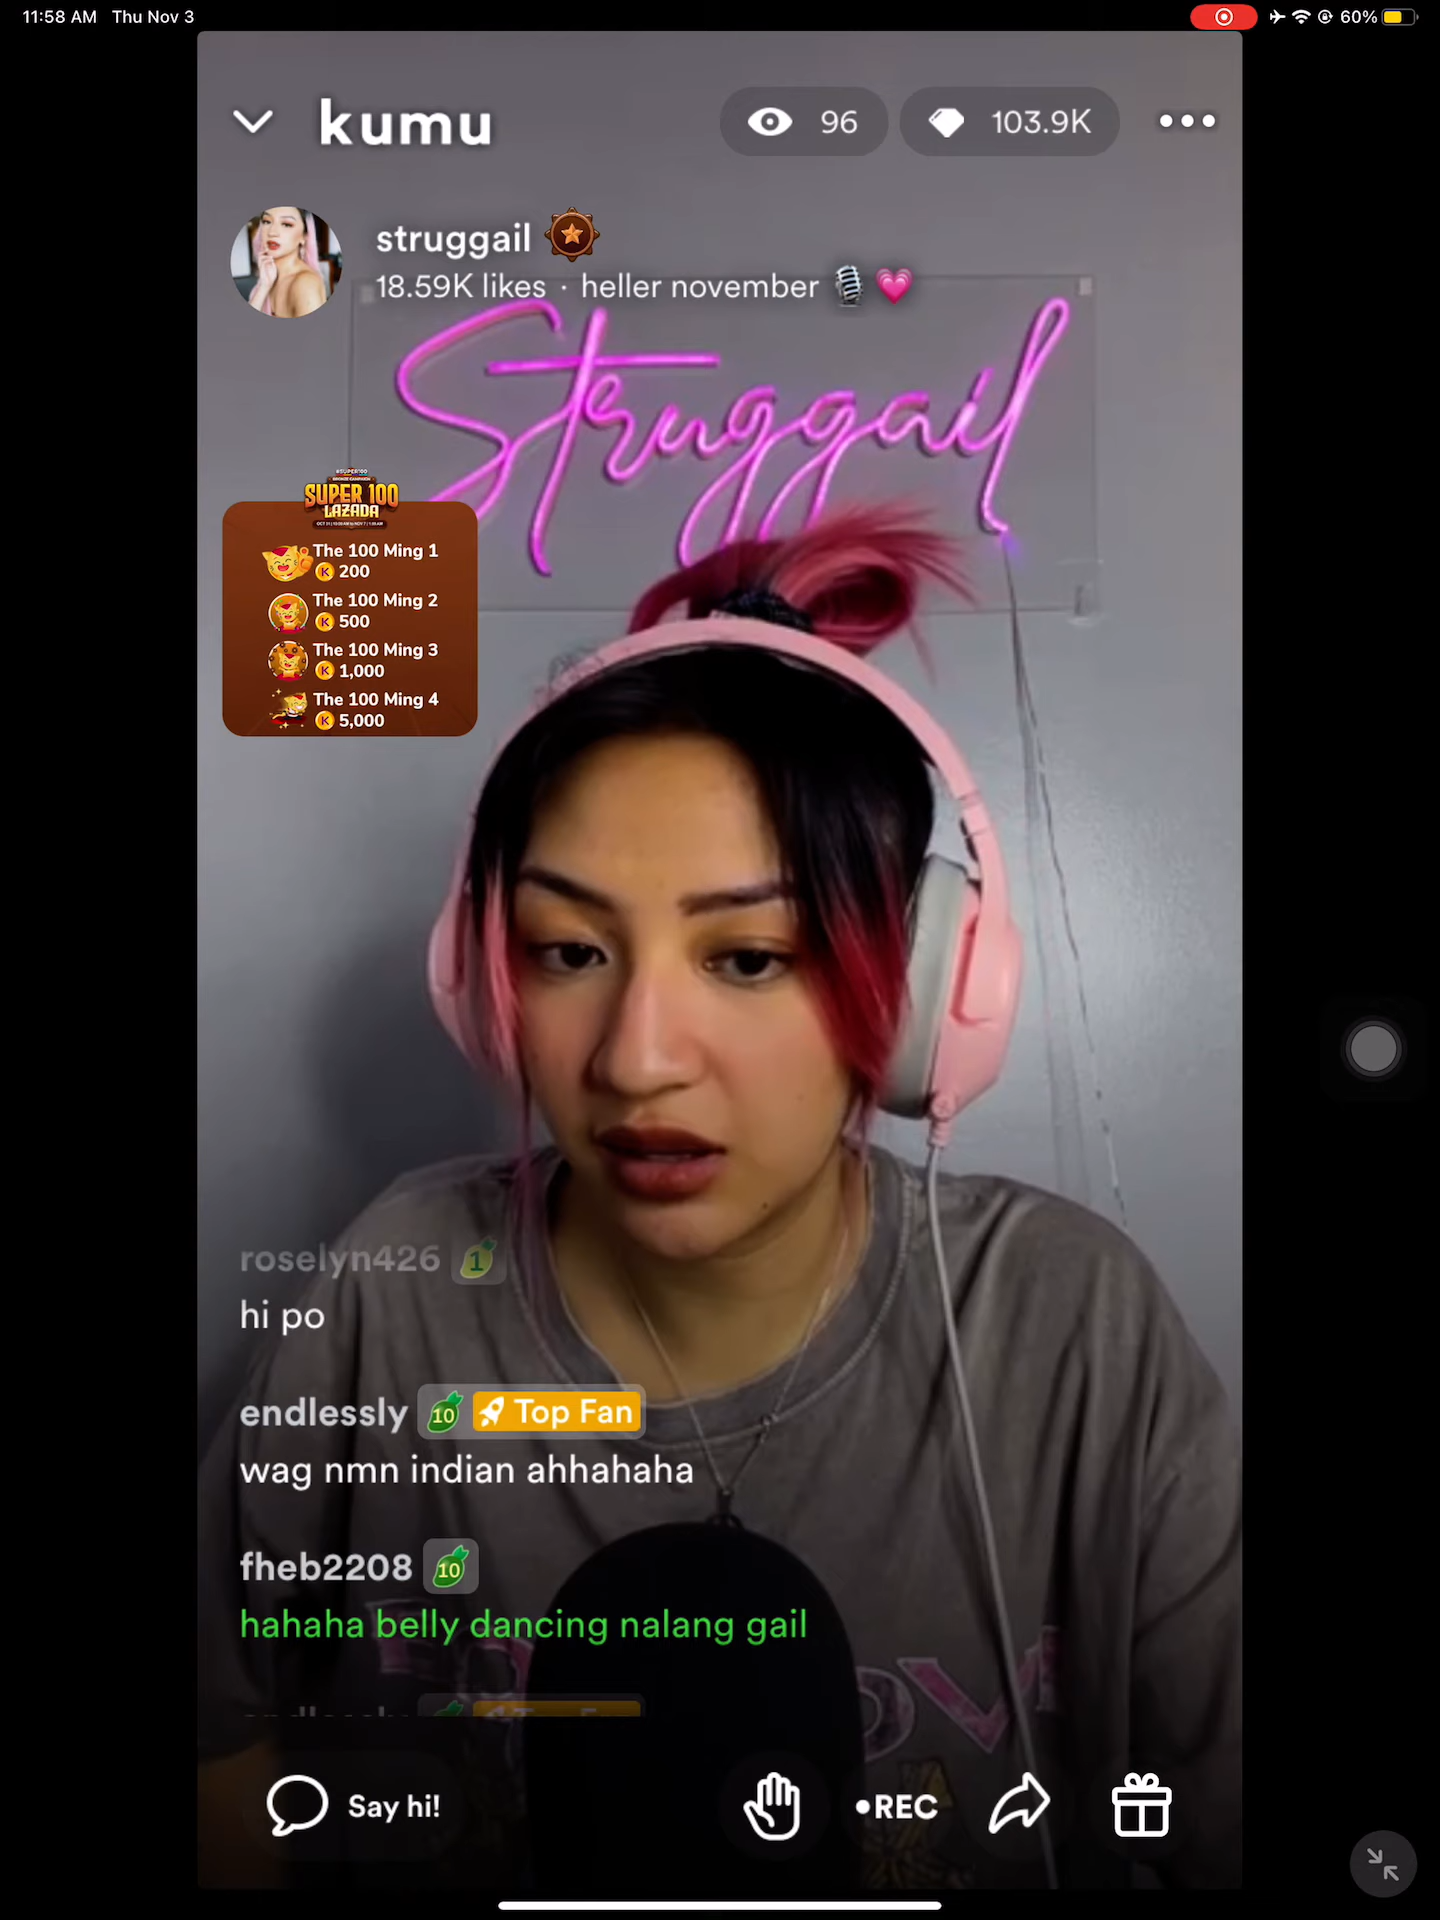 11:58 AM Thu Nov 3
60%
kumu
96
103.9K
struggail
18.59K likes · heller november
Struggail
#SUPER100
BRONZE CAMPAIGN
SUPER 100
LAZADA
The 100 Ming 1
K 200
The 100 Ming 2
K 500
The 100 Ming 3
K 1,000
The 100 Ming 4
K 5,000
roselyn426 1
hi po
endlessly 10 Top Fan
wag nmn indian ahhahaha
fheb2208 10
hahaha belly dancing nalang gail
Say hi!
REC